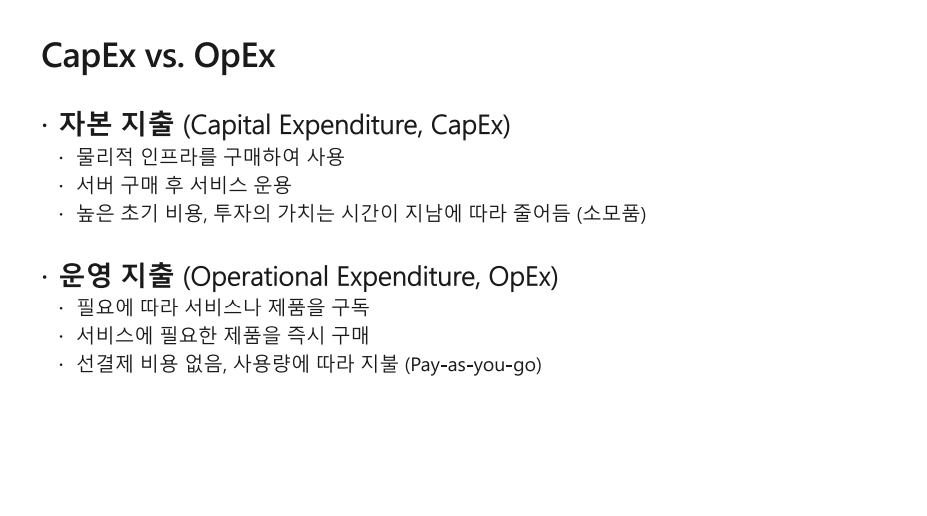 CapEx vs. OpEx
· 자본 지출 (Capital Expenditure, CapEx)
· 물리적 인프라를 구매하여 사용
· 서버 구매 후 서비스 운용
· 높은 초기 비용, 투자의 가치는 시간이 지남에 따라 줄어듬 (소모품)
· 운영 지출 (Operational Expenditure, OpEx)
· 필요에 따라 서비스나 제품을 구독
· 서비스에 필요한 제품을 즉시 구매
· 선결제 비용 없음, 사용량에 따라 지불 (Pay-as-you-go)